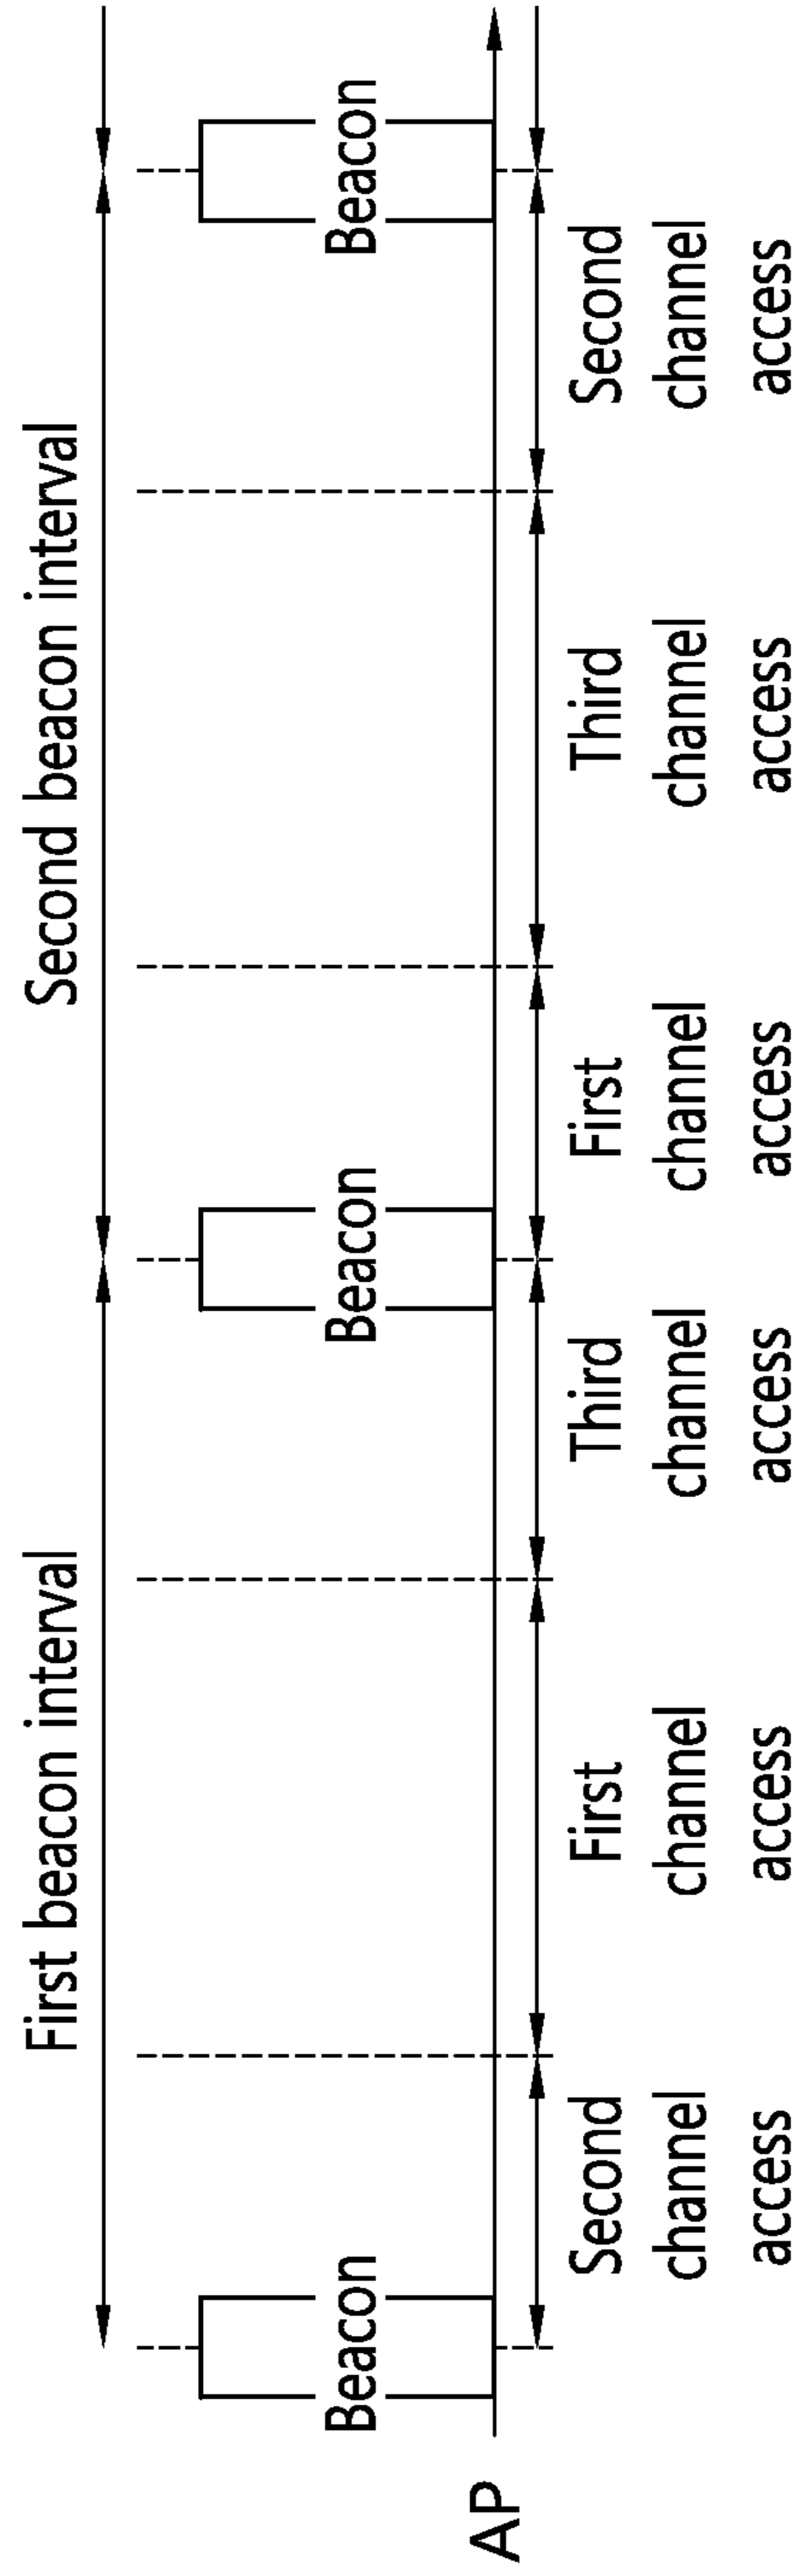 First beacon interval
Second beacon interval
Beacon
Beacon
Beacon
AP
Second
channel
access
First
channel
access
Third
channel
access
First
channel
access
Third
channel
access
Second
channel
access